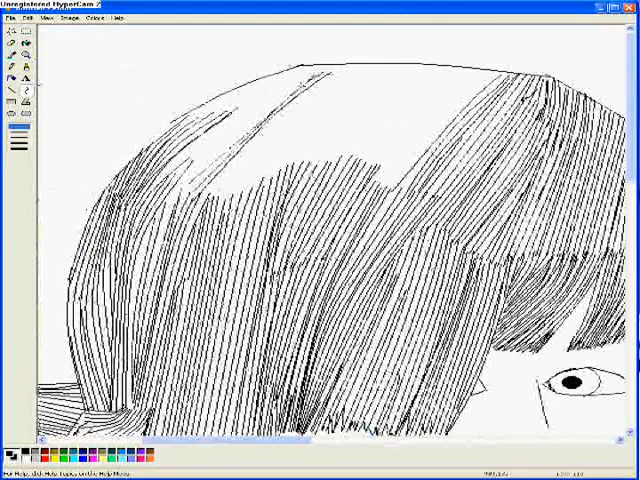 Unregistered HyperCam 2
File Edit View Image Colors Help
For Help, click Help Topics on the Help Menu.